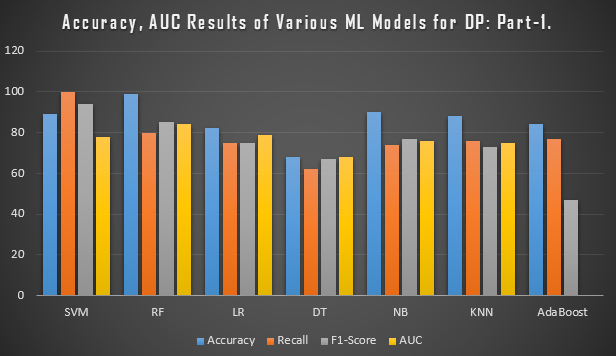 Accuracy, AUC Results of Various ML Models for DP: Part-1.
120
100
80
60
40
20
0
SVM RF LR DT NB KNN AdaBoost
Accuracy Recall F1-Score AUC